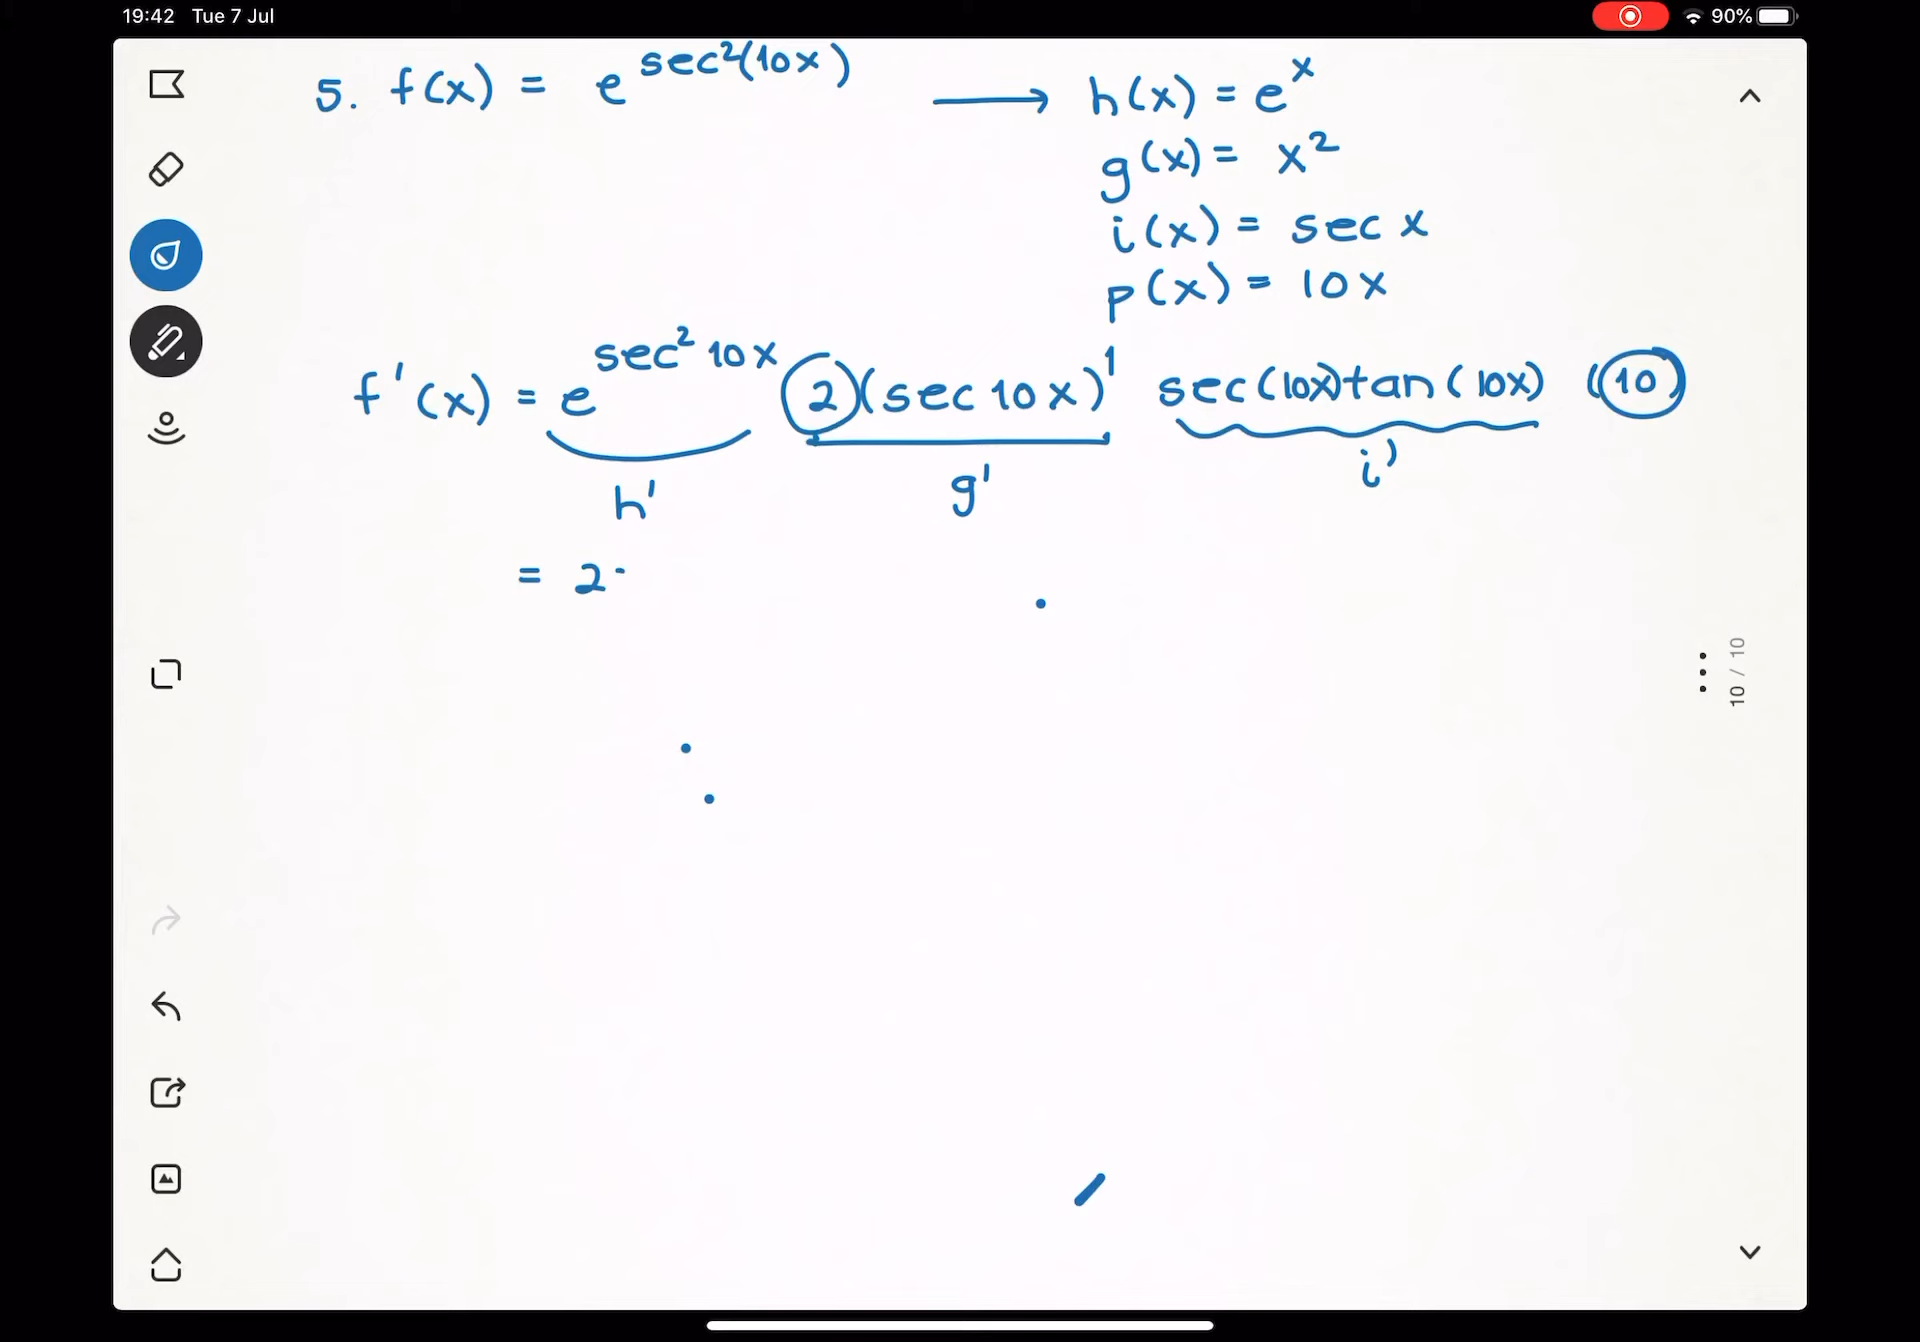 19:42 Tue 7 Jul 90%
5. f(x) = e^sec²(10x) → h(x) = e^x
g(x) = x²
i(x) = sec x
p(x) = 10x
f'(x) = e^sec² 10x 2(sec 10x)^1 sec(10x)tan(10x) (10)
h' g' i'
= 2·
10 / 10